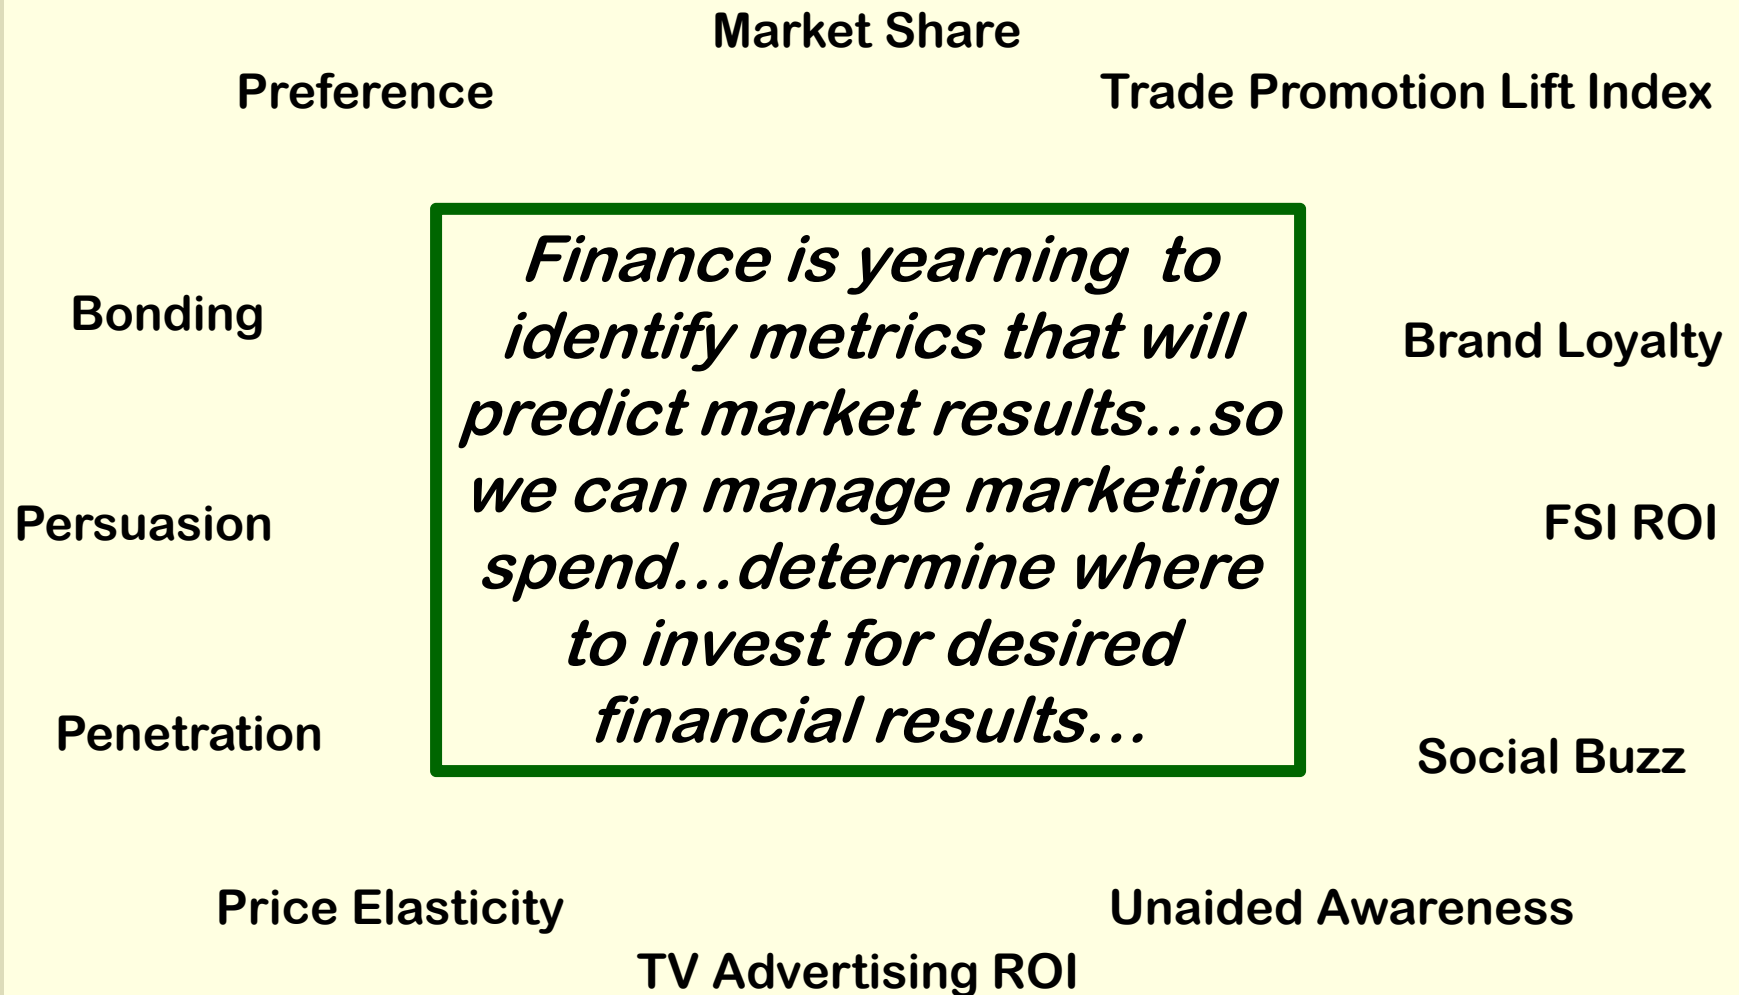 Market Share
Preference
Trade Promotion Lift Index
Finance is yearning  to
identify metrics that will
predict market results...so
we can manage marketing
spend...determine where
to invest for desired
financial results...
Bonding
Brand Loyalty
Persuasion
FSI ROI
Penetration
Social Buzz
Price Elasticity
Unaided Awareness
TV Advertising ROI